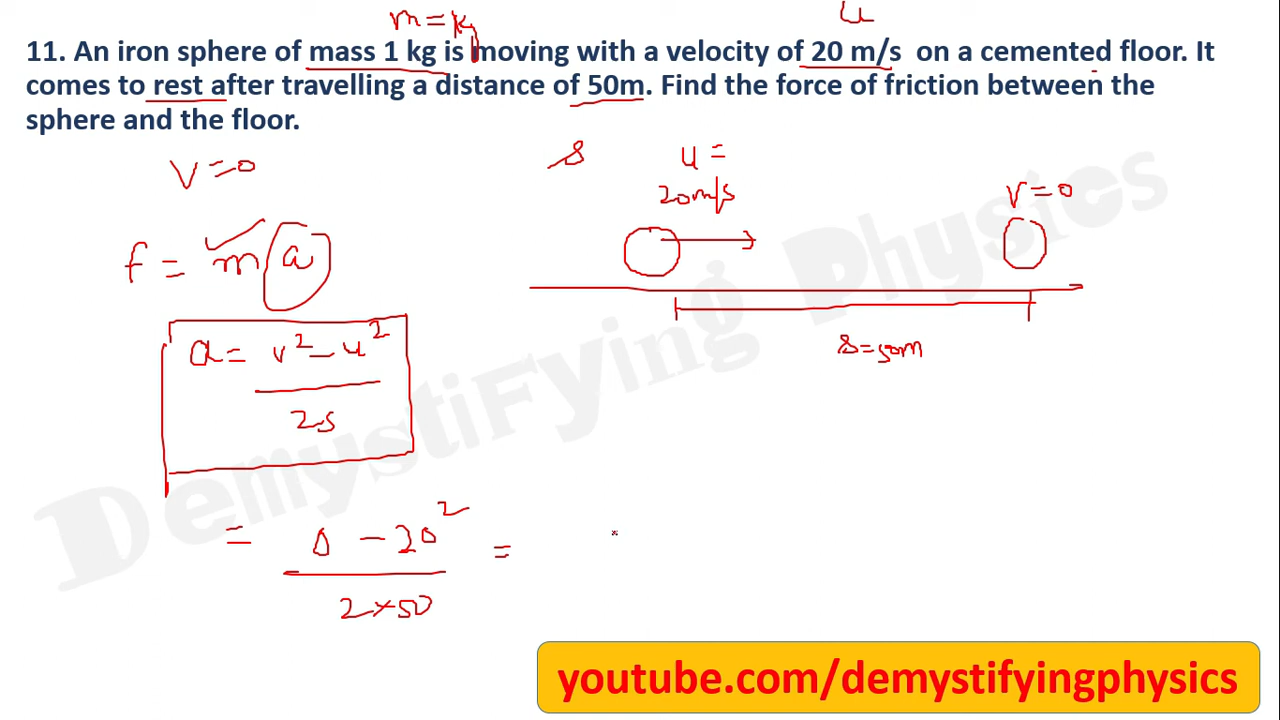 m = kg
u
11. An iron sphere of mass 1 kg is moving with a velocity of 20 m/s on a cemented floor. It
comes to rest after travelling a distance of 50m. Find the force of friction between the
sphere and the floor.
v = 0
s
u =
20m/s
v = 0
f = m a
s = 50m
a = v² - u²
2s
= 0 - 20² =
2 × 50
DemystiFying Physics
youtube.com/demystifyingphysics